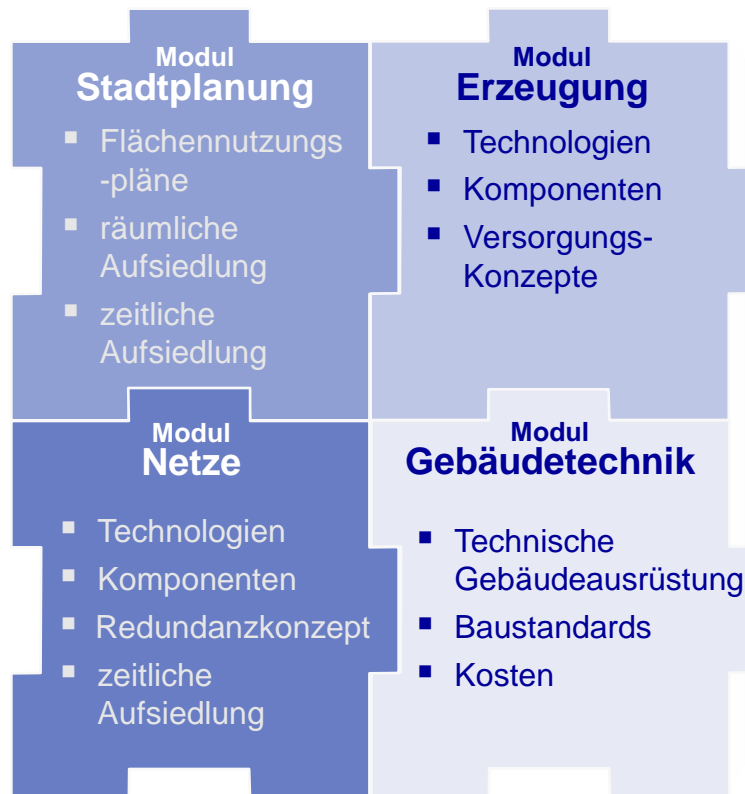 Modul
Stadtplanung
▪ Flächennutzungs
-pläne
▪ räumliche
Aufsiedlung
▪ zeitliche
Aufsiedlung
Modul
Erzeugung
▪ Technologien
▪ Komponenten
▪ Versorgungs-
Konzepte
Modul
Netze
▪ Technologien
▪ Komponenten
▪ Redundanzkonzept
▪ zeitliche
Aufsiedlung
Modul
Gebäudetechnik
▪ Technische
Gebäudeausrüstung
▪ Baustandards
▪ Kosten